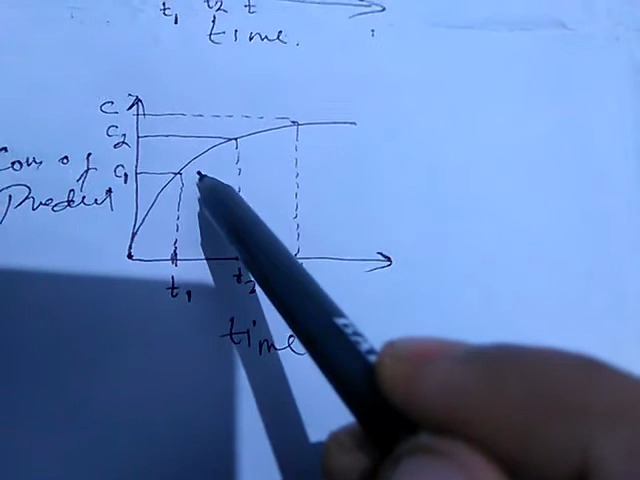 t₁ t₂ t
time.
C
C₂
Con of
C₁
Product
t₁ t₂
time